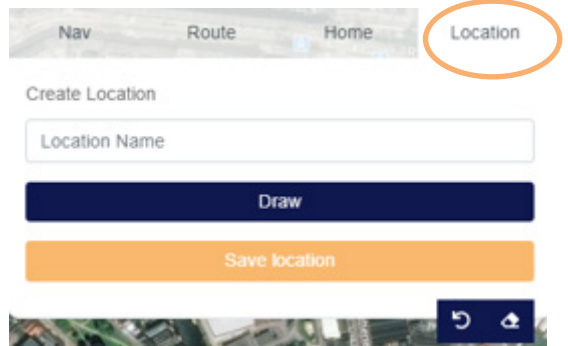 Nav Route Home Location
Create Location
Location Name
Draw
Save location